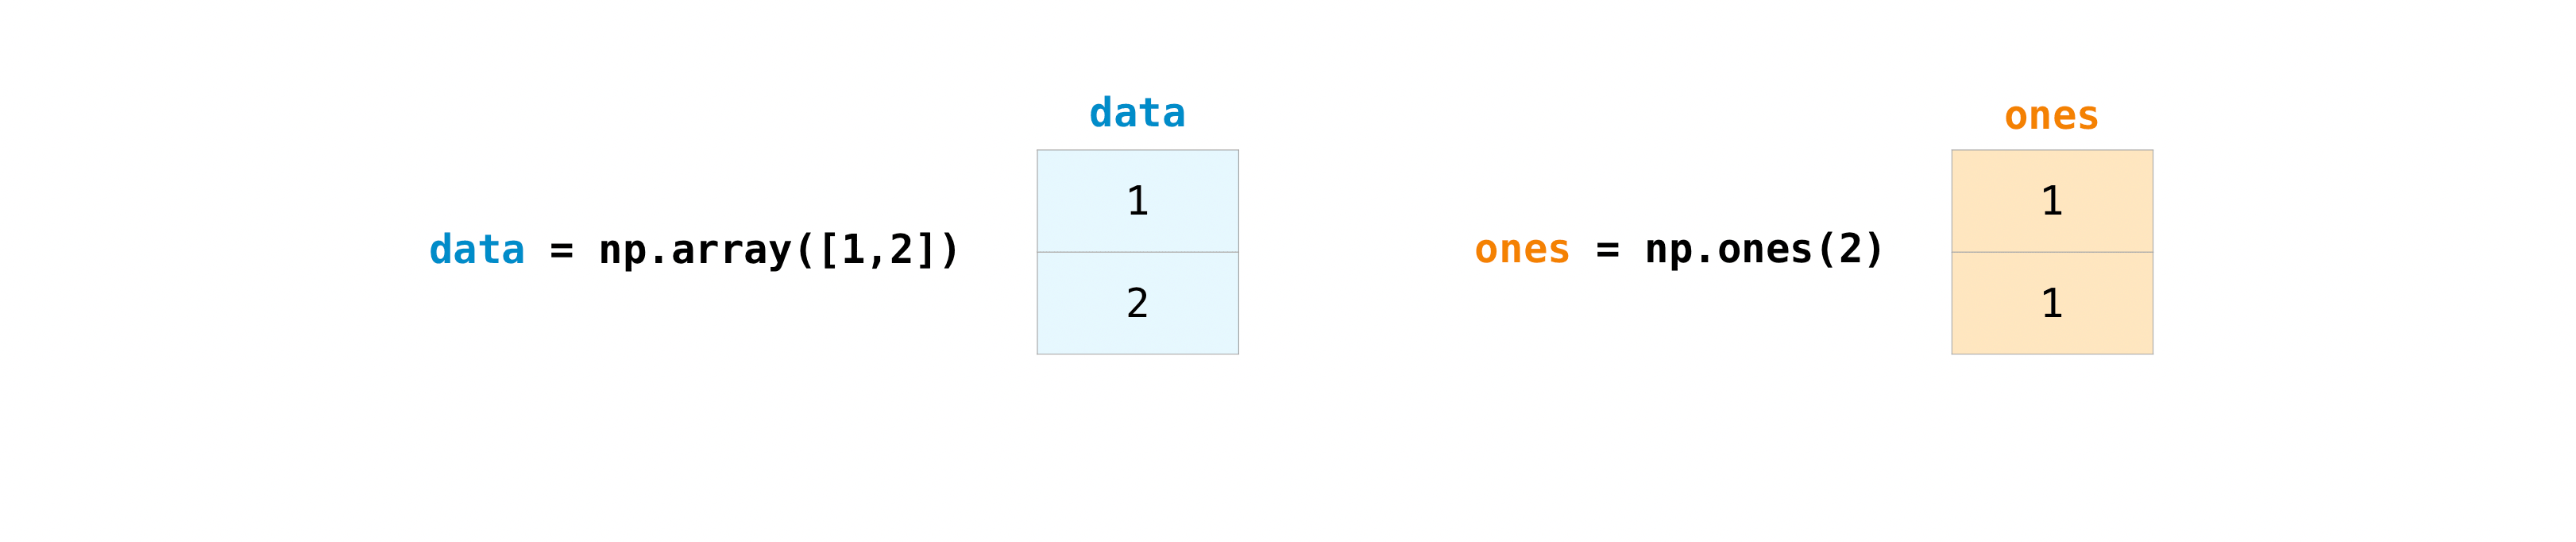 data
1
data = np.array([1,2])
2
ones
1
ones = np.ones(2)
1